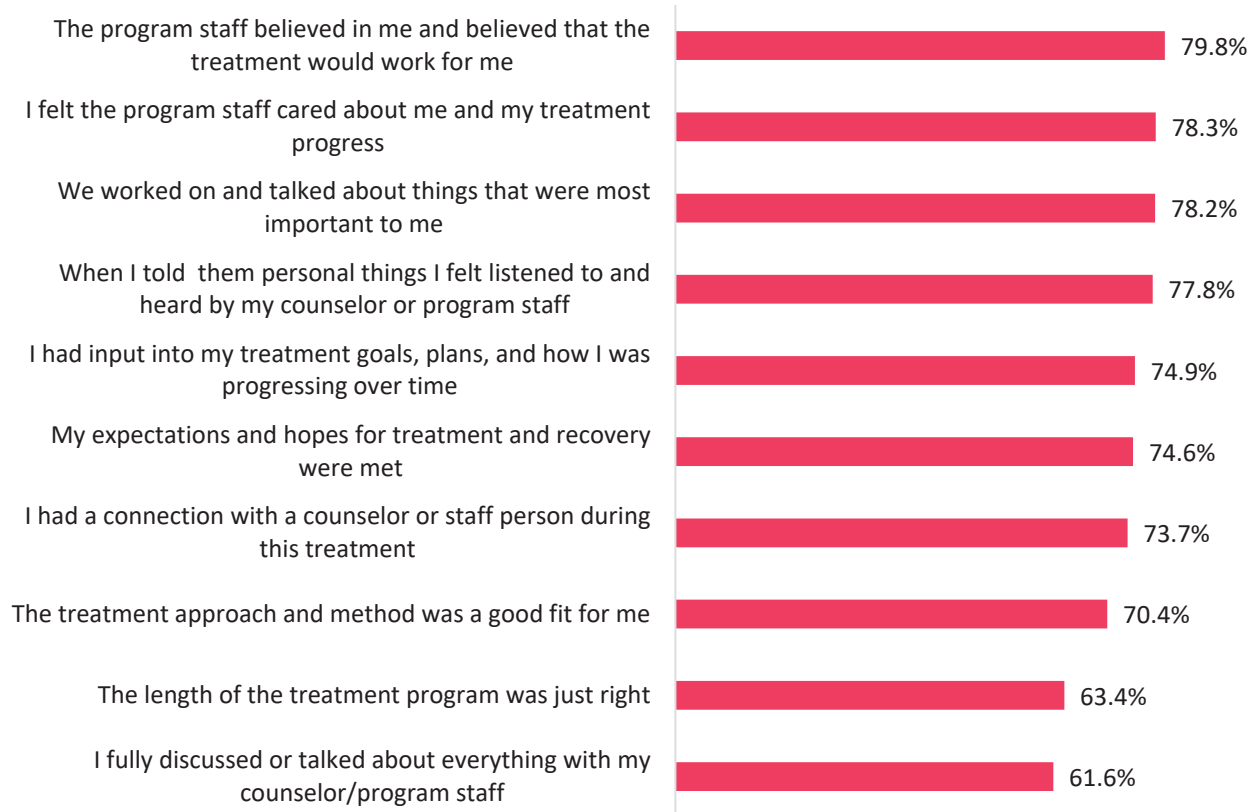 The program staff believed in me and believed that the
treatment would work for me
79.8%
I felt the program staff cared about me and my treatment
progress
78.3%
We worked on and talked about things that were most
important to me
78.2%
When I told  them personal things I felt listened to and
heard by my counselor or program staff
77.8%
I had input into my treatment goals, plans, and how I was
progressing over time
74.9%
My expectations and hopes for treatment and recovery
were met
74.6%
I had a connection with a counselor or staff person during
this treatment
73.7%
The treatment approach and method was a good fit for me
70.4%
The length of the treatment program was just right
63.4%
I fully discussed or talked about everything with my
counselor/program staff
61.6%